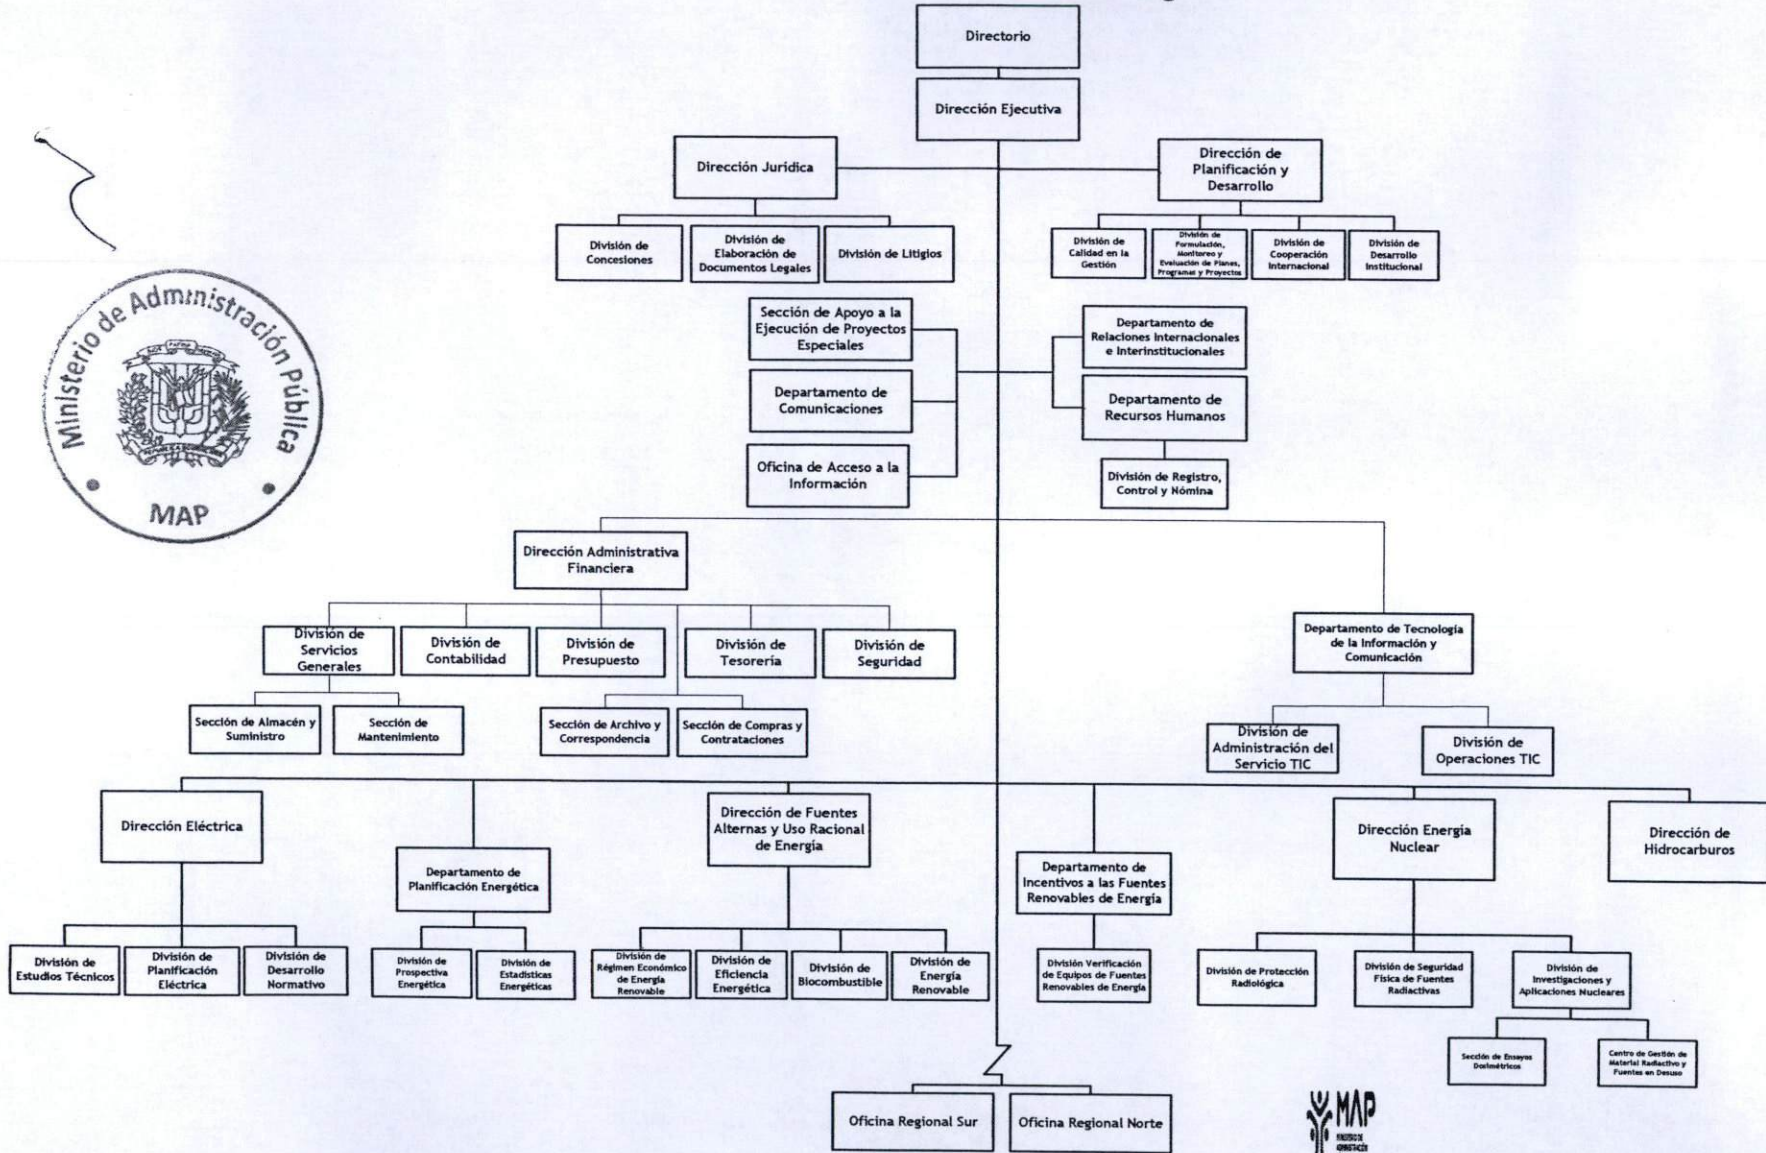 Directorio
Dirección Ejecutiva
Dirección Jurídica
Dirección de
Planificación y
Desarrollo
División de
Concesiones
División de
Elaboración de
Documentos Legales
División de Litigios
División de
Calidad en la
Gestión
División de
Formulación,
Monitoreo y
Evaluación de Planes,
Programas y Proyectos
División de
Cooperación
Internacional
División de
Desarrollo
Institucional
Ministerio de Administración Pública
MAP
Sección de Apoyo a la
Ejecución de Proyectos
Especiales
Departamento de
Relaciones Internacionales
e Interinstitucionales
Departamento de
Comunicaciones
Departamento de
Recursos Humanos
Oficina de Acceso a la
Información
División de Registro,
Control y Nómina
Dirección Administrativa
Financiera
Departamento de Tecnología
de la Información y
Comunicación
División de
Servicios
Generales
División de
Contabilidad
División de
Presupuesto
División de
Tesorería
División de
Seguridad
Sección de Almacén y
Suministro
Sección de
Mantenimiento
Sección de Archivo y
Correspondencia
Sección de Compras y
Contrataciones
División de
Administración del
Servicio TIC
División de
Operaciones TIC
Dirección Eléctrica
Departamento de
Planificación Energética
Dirección de Fuentes
Alternas y Uso Racional
de Energía
Departamento de
Incentivos a las Fuentes
Renovables de Energía
Dirección Energía
Nuclear
Dirección de
Hidrocarburos
División de
Estudios Técnicos
División de
Planificación
Eléctrica
División de
Desarrollo
Normativo
División de
Prospectiva
Energética
División de
Estadísticas
Energéticas
División de
Régimen Económico
de Energía
Renovable
División de
Eficiencia
Energética
División de
Biocombustible
División de
Energía
Renovable
División Verificación
de Equipos de Fuentes
Renovables de Energía
División de Protección
Radiológica
División de Seguridad
Física de Fuentes
Radiactivas
División de
Investigaciones y
Aplicaciones Nucleares
Sección de Ensayos
Dosimétricos
Centro de Gestión de
Material Radiactivo y
Fuentes en Desuso
Oficina Regional Sur
Oficina Regional Norte
MAP
MINISTERIO DE
ADMINISTRACIÓN